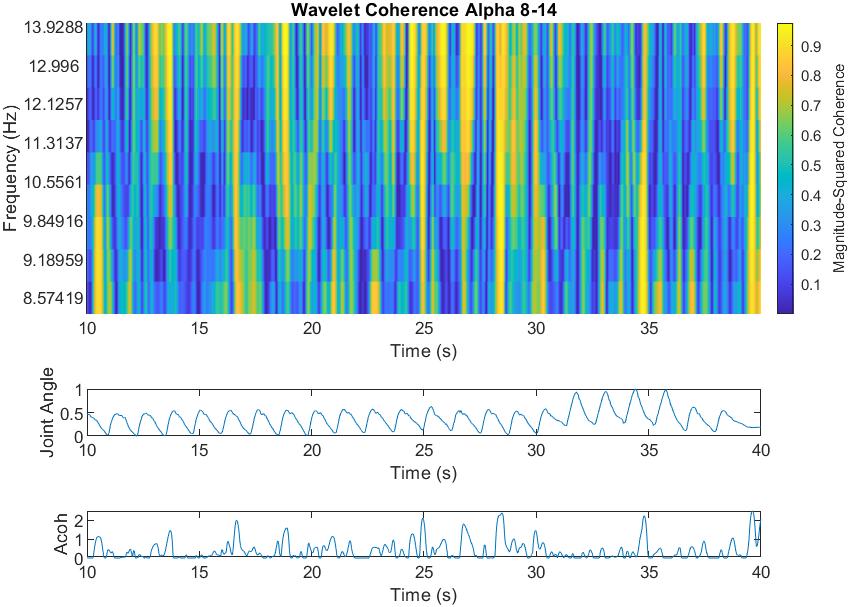 Wavelet Coherence Alpha 8-14
Frequency (Hz)
13.9288
12.996
12.1257
11.3137
10.5561
9.84916
9.18959
8.57419
10 15 20 25 30 35
Time (s)
0.9
0.8
0.7
0.6
0.5
0.4
0.3
0.2
0.1
Magnitude-Squared Coherence
Joint Angle
1
0.5
0
10 15 20 25 30 35 40
Time (s)
Acoh
2
1
0
10 15 20 25 30 35 40
Time (s)